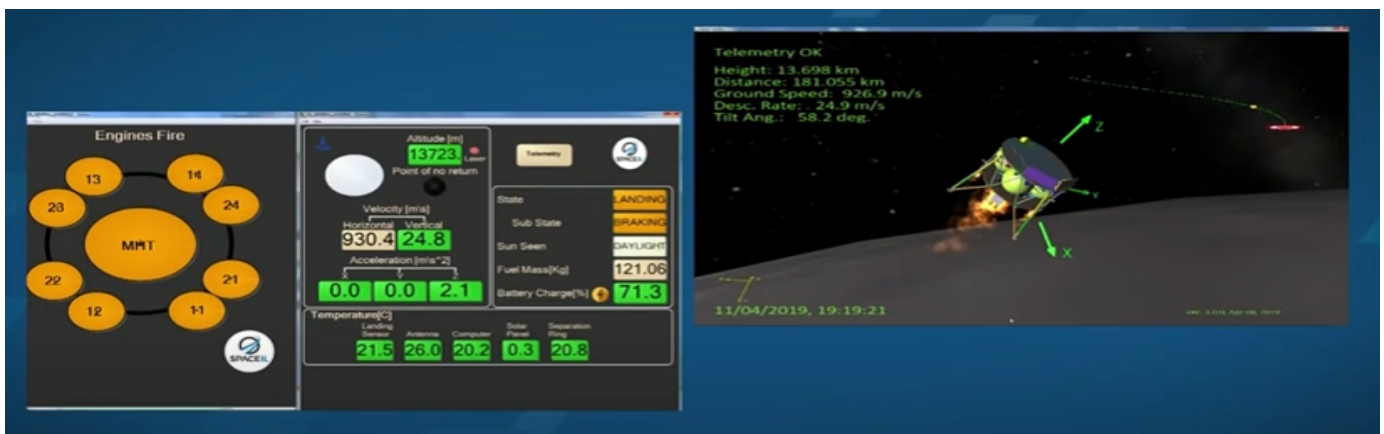 Engines Fire
13
14
23
24
MMT
22
21
12
11
SPACEIL
Altitude [m]
13723.
Laser
Point of no return
Velocity [m\s]
Horizontal Vertical
930.4 24.8
Acceleration [m\s^2]
X Y Z
0.0 0.0 2.1
Telemetry
SPACEIL
State LANDING
Sub State BRAKING
Sun Seen DAYLIGHT
Fuel Mass[Kg] 121.06
Battery Charge[%] 71.3
Temperature[C]
Landing Sensor Antenna Computer Solar Panel Separation Ring
21.5 26.0 20.2 0.3 20.8
Telemetry OK
Height: 13.698 km
Distance: 181.055 km
Ground Speed: 926.9 m/s
Desc. Rate: 24.9 m/s
Tilt Ang.: 58.2 deg.
Z
Y
X
11/04/2019, 19:19:21